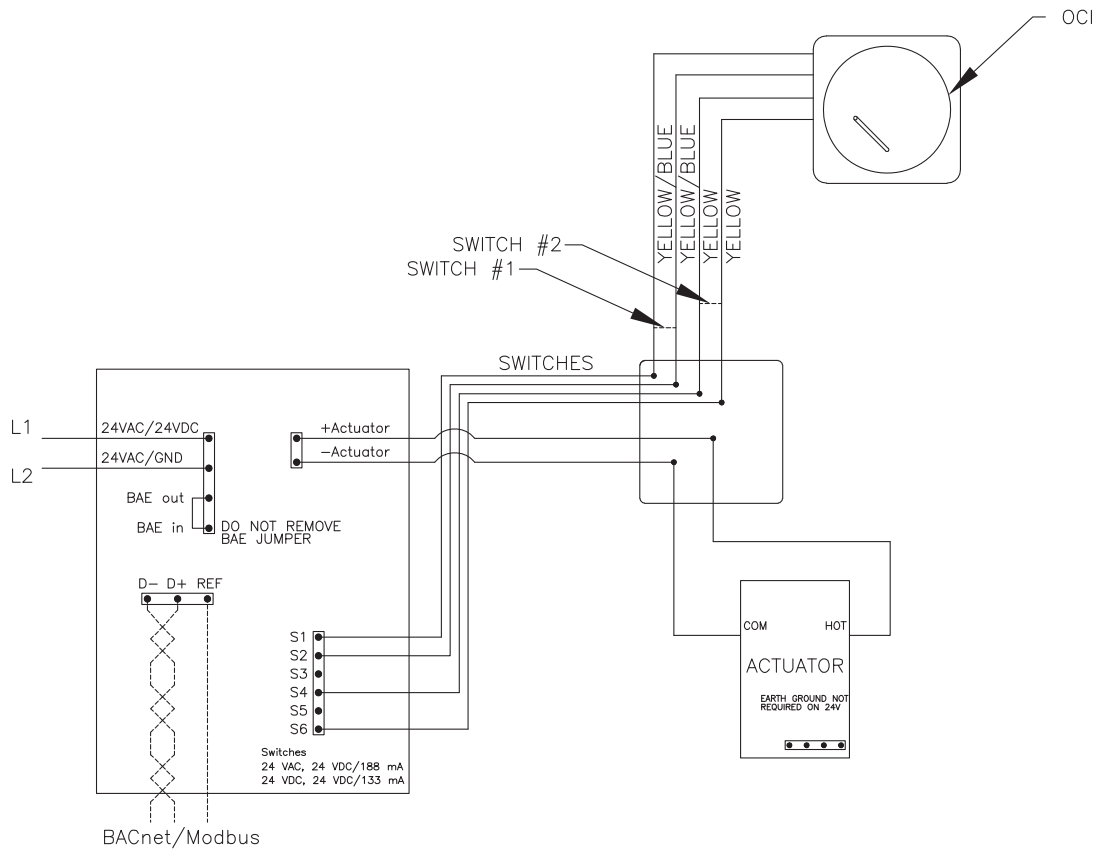 OCI
YELLOW/BLUE
YELLOW/BLUE
YELLOW
YELLOW
SWITCH #2
SWITCH #1
SWITCHES
L1
24VAC/24VDC
+Actuator
L2
24VAC/GND
-Actuator
BAE out
BAE in
DO NOT REMOVE
BAE JUMPER
D- D+ REF
S1
S2
S3
S4
S5
S6
COM
HOT
ACTUATOR
EARTH GROUND NOT
REQUIRED ON 24V
Switches
24 VAC, 24 VDC/188 mA
24 VDC, 24 VDC/133 mA
BACnet/Modbus